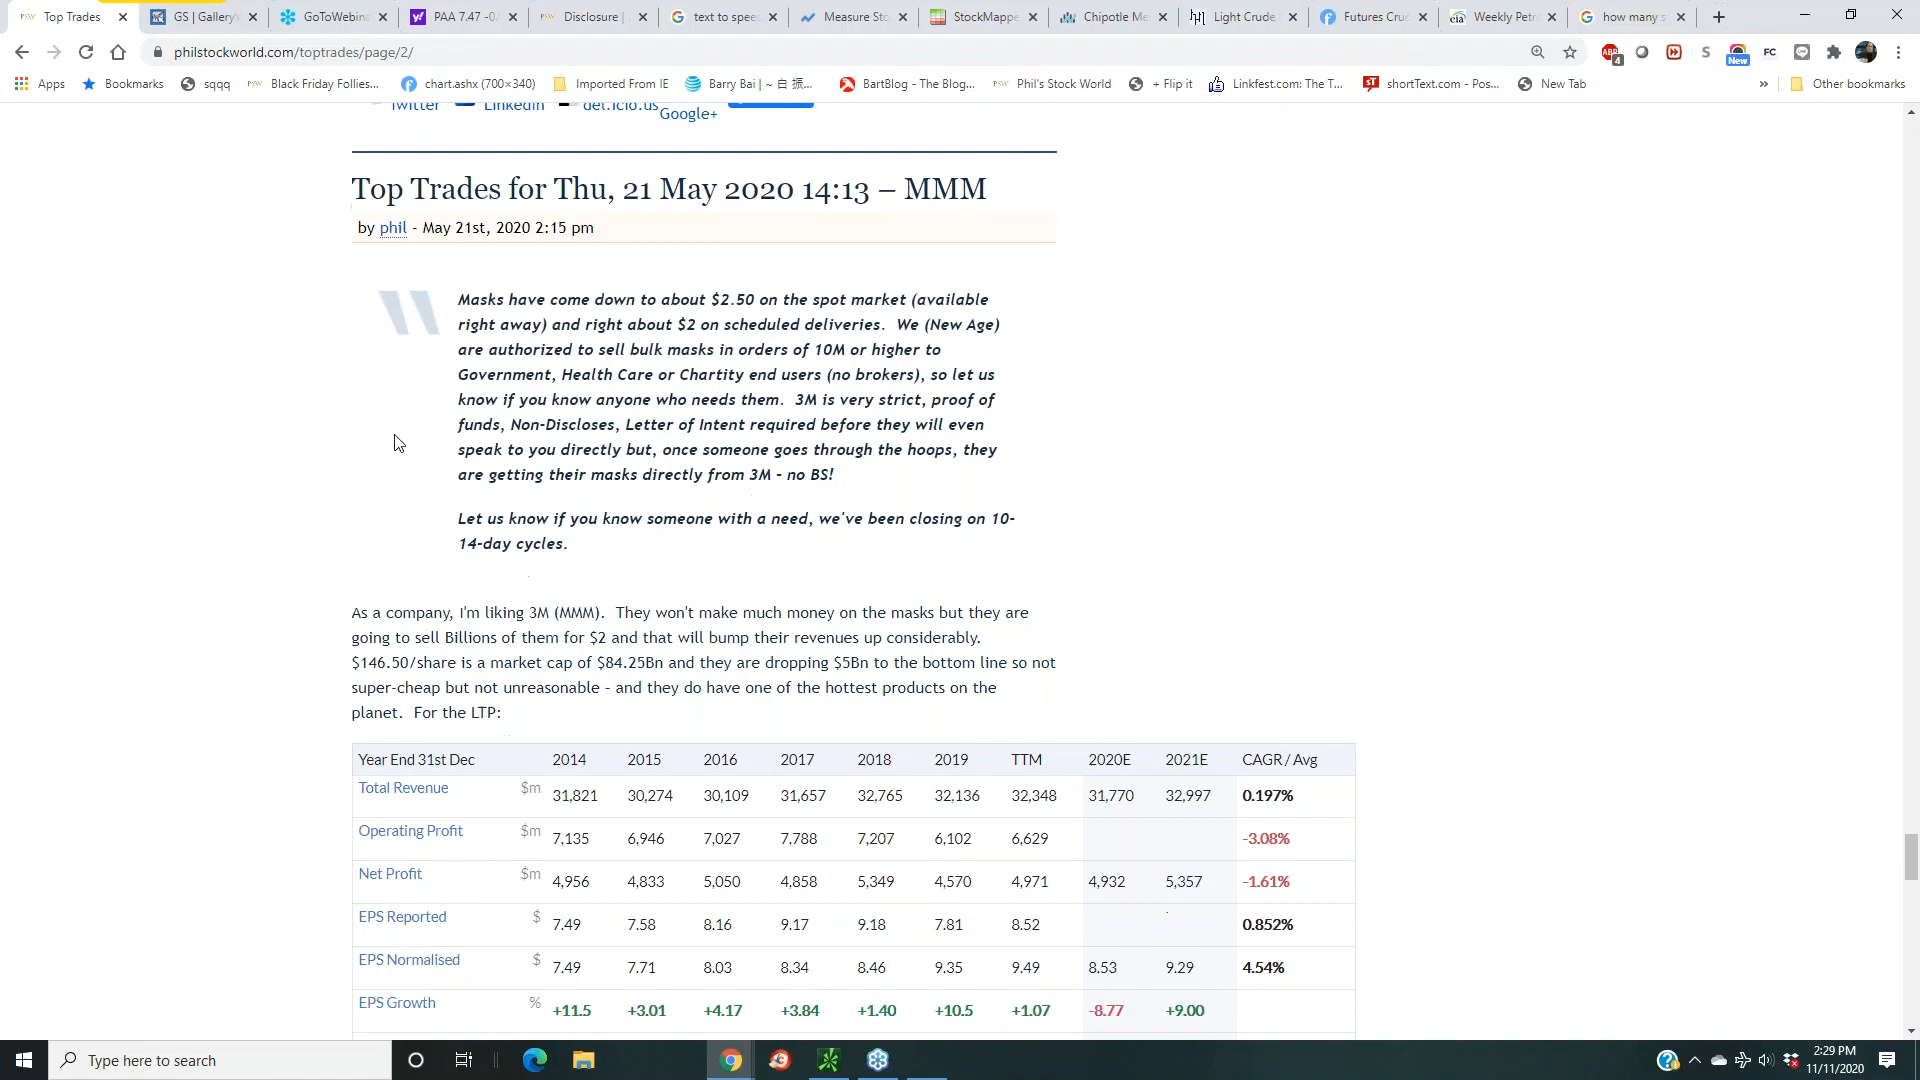 Top Trades
GS | Gallery
GoToWebina
PAA 7.47 -0.
Disclosure |
text to spee
Measure Sto
StockMappe
Chipotle Me
Light Crude
Futures Cru
Weekly Petr
how many s
philstockworld.com/toptrades/page/2/
ABP 4
S
New
FC
Apps
Bookmarks
sqqq
PSW Black Friday Follies...
chart.ashx (700×340)
Imported From IE
Barry Bai | ~ 白 振...
BartBlog - The Blog...
PSW Phil's Stock World
+ Flip it
Linkfest.com: The T...
ST shortText.com - Pos...
New Tab
»
Other bookmarks
Twitter LinkedIn del.icio.us
Google+
Top Trades for Thu, 21 May 2020 14:13 – MMM
by phil - May 21st, 2020 2:15 pm
Masks have come down to about $2.50 on the spot market (available
right away) and right about $2 on scheduled deliveries. We (New Age)
are authorized to sell bulk masks in orders of 10M or higher to
Government, Health Care or Chartity end users (no brokers), so let us
know if you know anyone who needs them. 3M is very strict, proof of
funds, Non-Discloses, Letter of Intent required before they will even
speak to you directly but, once someone goes through the hoops, they
are getting their masks directly from 3M - no BS!
Let us know if you know someone with a need, we've been closing on 10-
14-day cycles.
As a company, I'm liking 3M (MMM). They won't make much money on the masks but they are
going to sell Billions of them for $2 and that will bump their revenues up considerably.
$146.50/share is a market cap of $84.25Bn and they are dropping $5Bn to the bottom line so not
super-cheap but not unreasonable - and they do have one of the hottest products on the
planet. For the LTP:
Year End 31st Dec 2014 2015 2016 2017 2018 2019 TTM 2020E 2021E CAGR / Avg
Total Revenue $m 31,821 30,274 30,109 31,657 32,765 32,136 32,348 31,770 32,997 0.197%
Operating Profit $m 7,135 6,946 7,027 7,788 7,207 6,102 6,629 -3.08%
Net Profit $m 4,956 4,833 5,050 4,858 5,349 4,570 4,971 4,932 5,357 -1.61%
EPS Reported $ 7.49 7.58 8.16 9.17 9.18 7.81 8.52 0.852%
EPS Normalised $ 7.49 7.71 8.03 8.34 8.46 9.35 9.49 8.53 9.29 4.54%
EPS Growth % +11.5 +3.01 +4.17 +3.84 +1.40 +10.5 +1.07 -8.77 +9.00
Type here to search
2:29 PM
11/11/2020